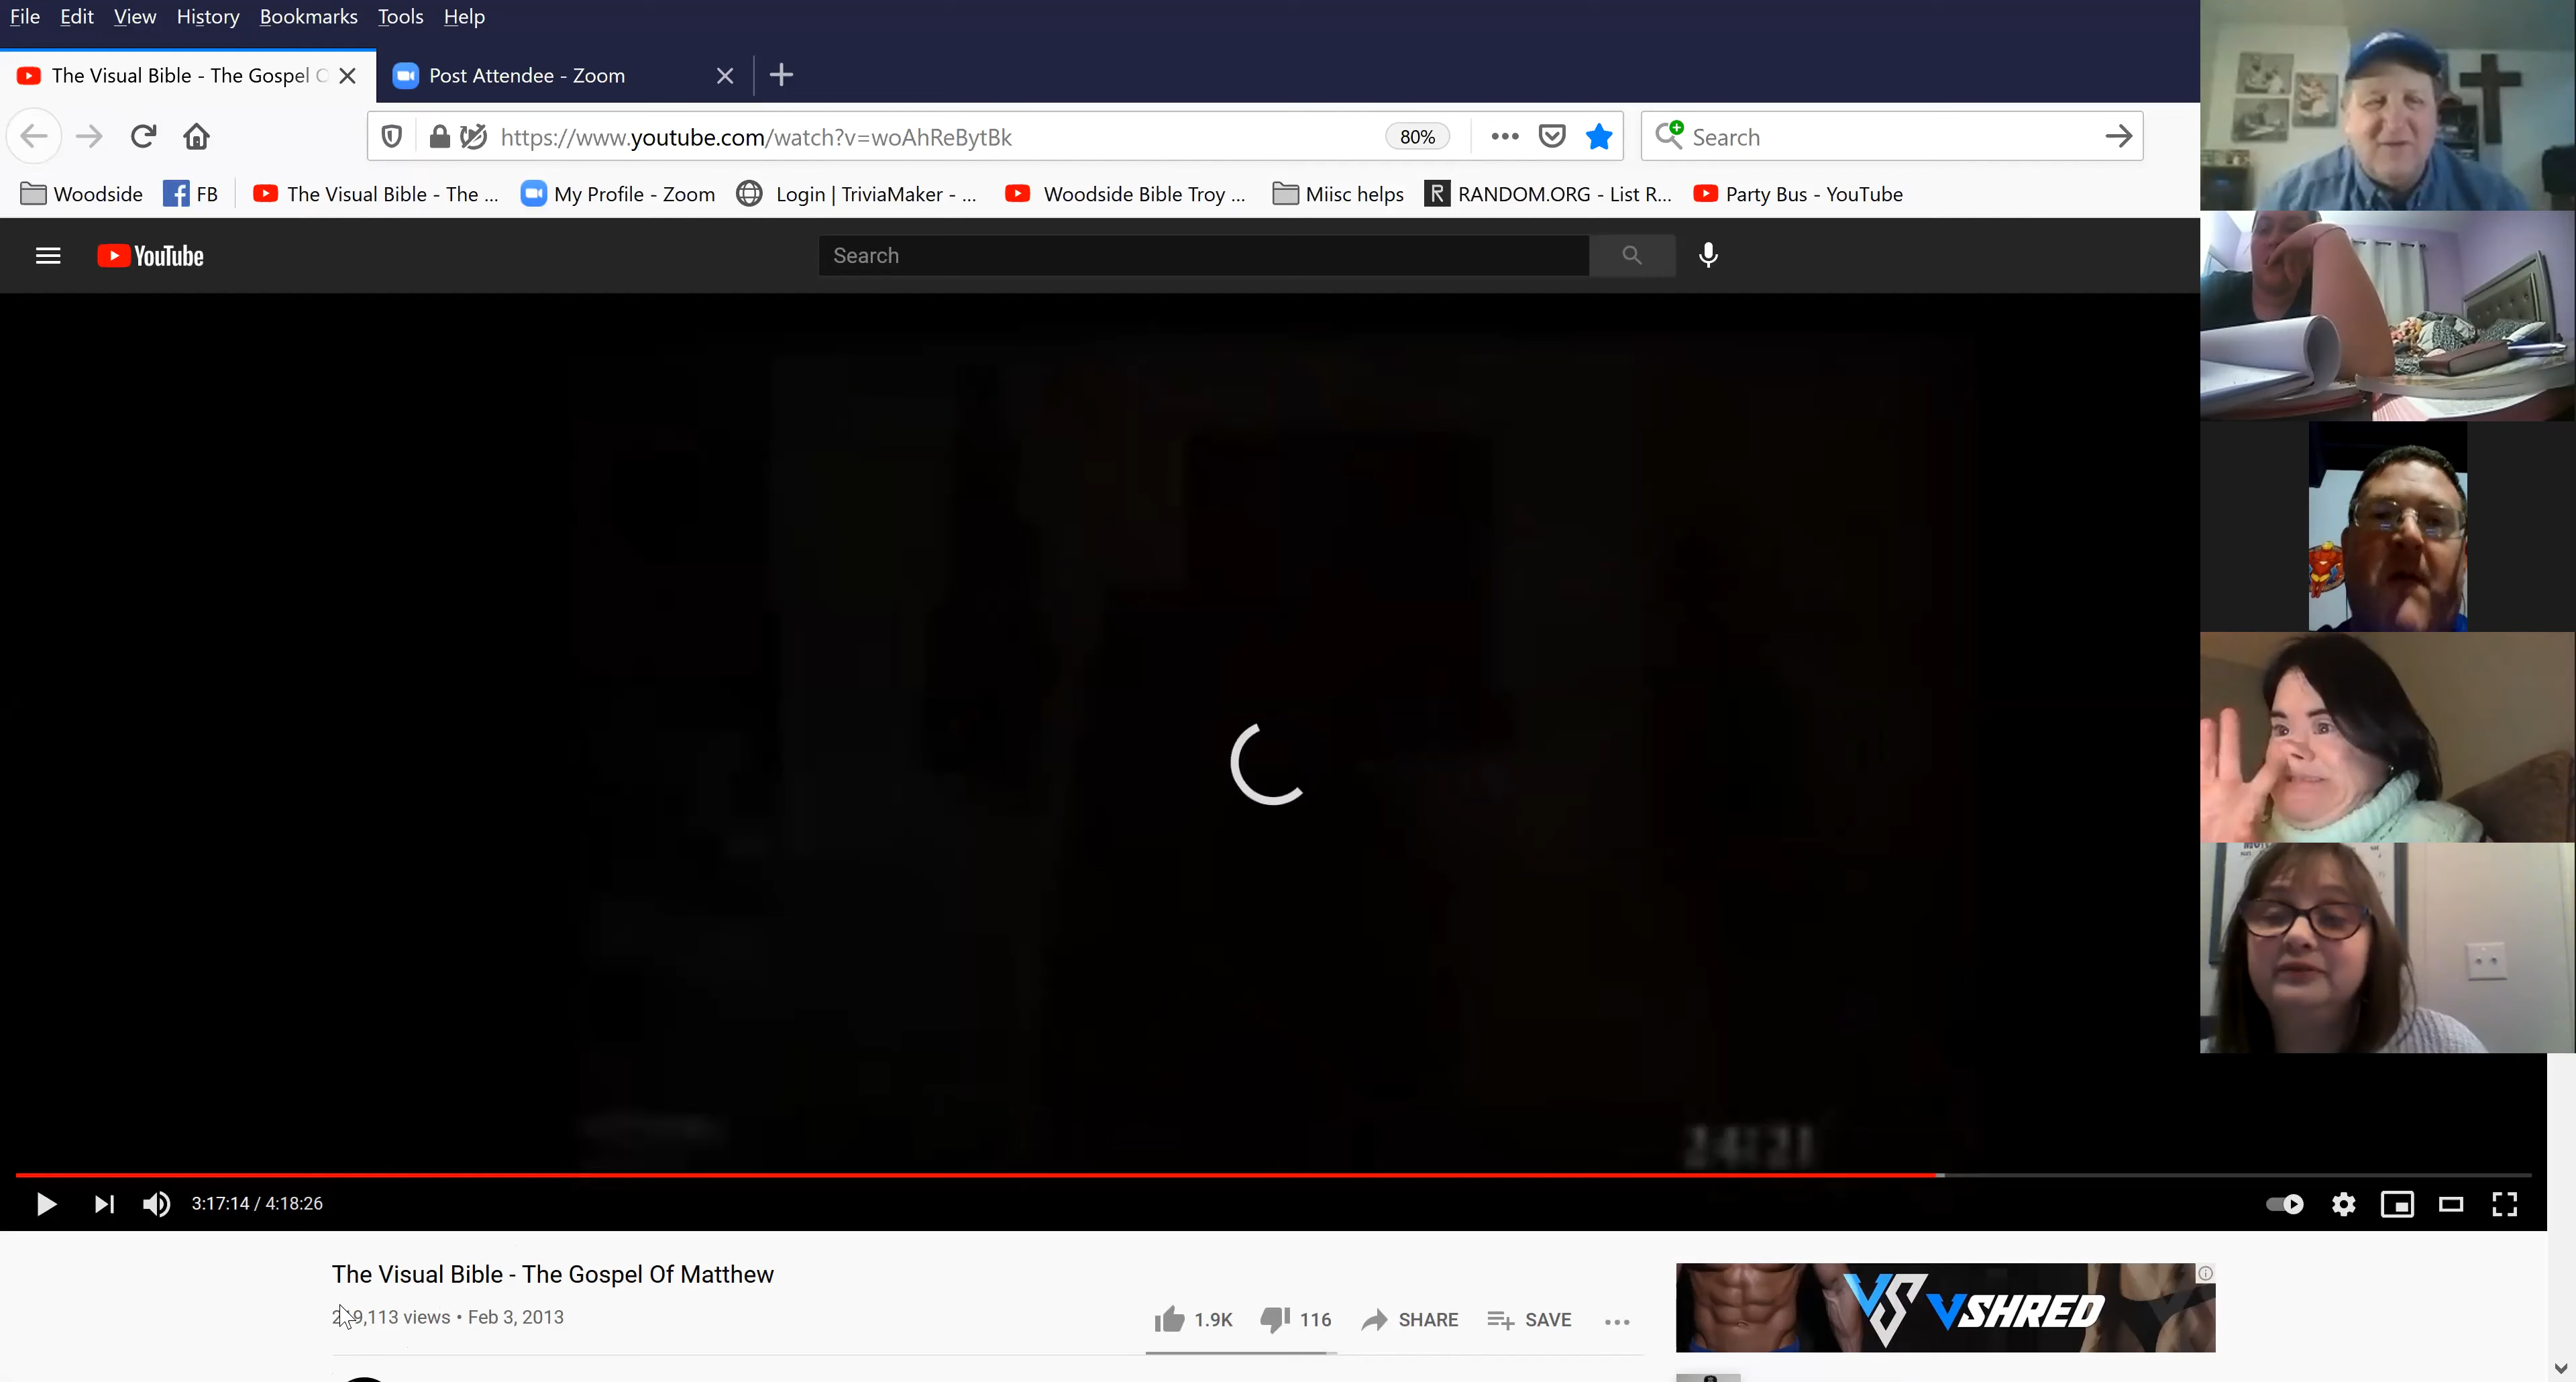 File Edit View History Bookmarks Tools Help
The Visual Bible - The Gospel O
Post Attendee - Zoom
https://www.youtube.com/watch?v=woAhReBytBk
80%
Search
Woodside
FB
The Visual Bible - The ...
My Profile - Zoom
Login | TriviaMaker - ...
Woodside Bible Troy ...
Miisc helps
R
RANDOM.ORG - List R...
Party Bus - YouTube
YouTube
Search
24:21
3:17:14 / 4:18:26
The Visual Bible - The Gospel Of Matthew
9,113 views • Feb 3, 2013
1.9K
116
SHARE
SAVE
VS VSHRED